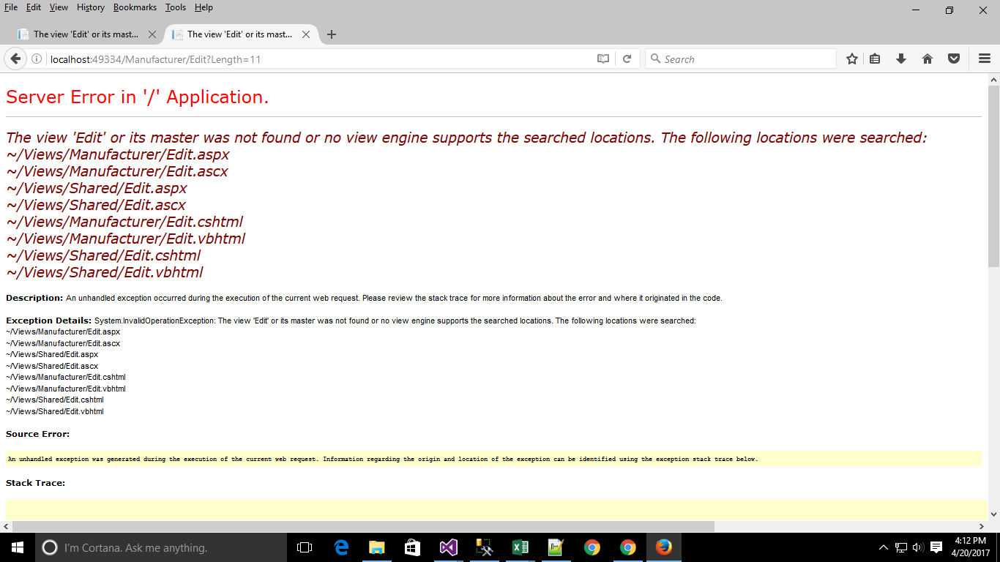 File Edit View History Bookmarks Tools Help
The view 'Edit' or its mast...
The view 'Edit' or its mast...
localhost:49334/Manufacturer/Edit?Length=11
Search
Server Error in '/' Application.
The view 'Edit' or its master was not found or no view engine supports the searched locations. The following locations were searched:
~/Views/Manufacturer/Edit.aspx
~/Views/Manufacturer/Edit.ascx
~/Views/Shared/Edit.aspx
~/Views/Shared/Edit.ascx
~/Views/Manufacturer/Edit.cshtml
~/Views/Manufacturer/Edit.vbhtml
~/Views/Shared/Edit.cshtml
~/Views/Shared/Edit.vbhtml
Description: An unhandled exception occurred during the execution of the current web request. Please review the stack trace for more information about the error and where it originated in the code.
Exception Details: System.InvalidOperationException: The view 'Edit' or its master was not found or no view engine supports the searched locations. The following locations were searched:
~/Views/Manufacturer/Edit.aspx
~/Views/Manufacturer/Edit.ascx
~/Views/Shared/Edit.aspx
~/Views/Shared/Edit.ascx
~/Views/Manufacturer/Edit.cshtml
~/Views/Manufacturer/Edit.vbhtml
~/Views/Shared/Edit.cshtml
~/Views/Shared/Edit.vbhtml
Source Error:
An unhandled exception was generated during the execution of the current web request. Information regarding the origin and location of the exception can be identified using the exception stack trace below.
Stack Trace:
I'm Cortana. Ask me anything.
4:12 PM
4/20/2017